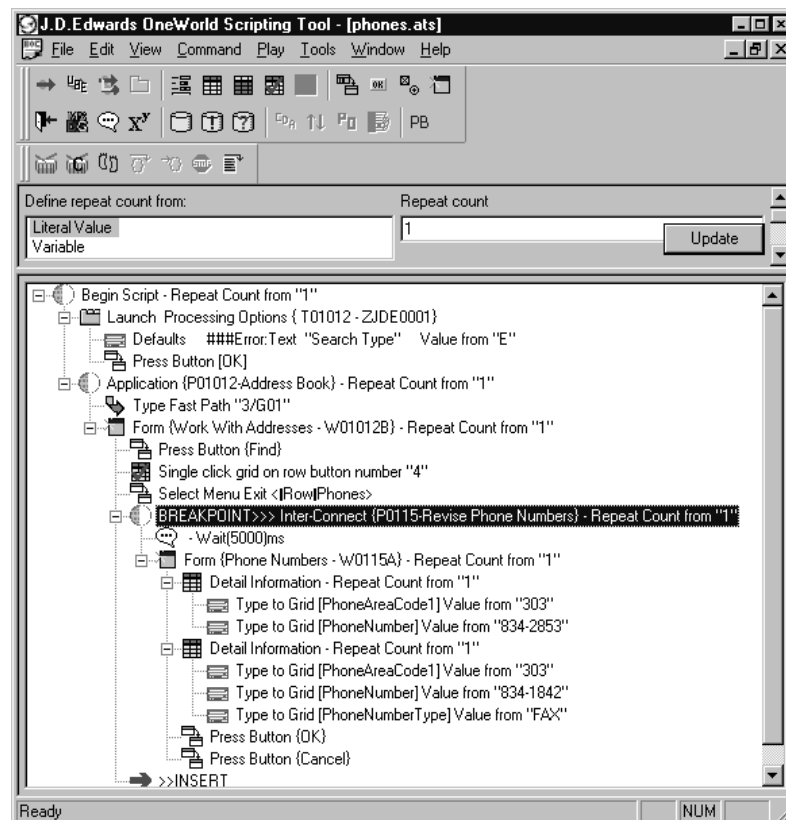 J.D.Edwards OneWorld Scripting Tool - [phones.ats]
File Edit View Command Play Tools Window Help
UBE OK
X^y CDA PO PB
C
Define repeat count from: Repeat count
Literal Value 1
Variable Update
Begin Script - Repeat Count from "1"
Launch Processing Options { T01012 - ZJDE0001}
Defaults ###Error:Text "Search Type" Value from "E"
Press Button [OK]
Application {P01012-Address Book} - Repeat Count from "1"
Type Fast Path "3/G01"
Form {Work With Addresses - W01012B} - Repeat Count from "1"
Press Button {Find}
Single click grid on row button number "4"
Select Menu Exit <|Row|Phones>
BREAKPOINT>>> Inter-Connect {P0115-Revise Phone Numbers} - Repeat Count from "1"
- Wait(5000)ms
Form {Phone Numbers - W0115A} - Repeat Count from "1"
Detail Information - Repeat Count from "1"
Type to Grid [PhoneAreaCode1] Value from "303"
Type to Grid [PhoneNumber] Value from "834-2853"
Detail Information - Repeat Count from "1"
Type to Grid [PhoneAreaCode1] Value from "303"
Type to Grid [PhoneNumber] Value from "834-1842"
Type to Grid [PhoneNumberType] Value from "FAX"
Press Button {OK}
Press Button {Cancel}
>>INSERT
Ready NUM